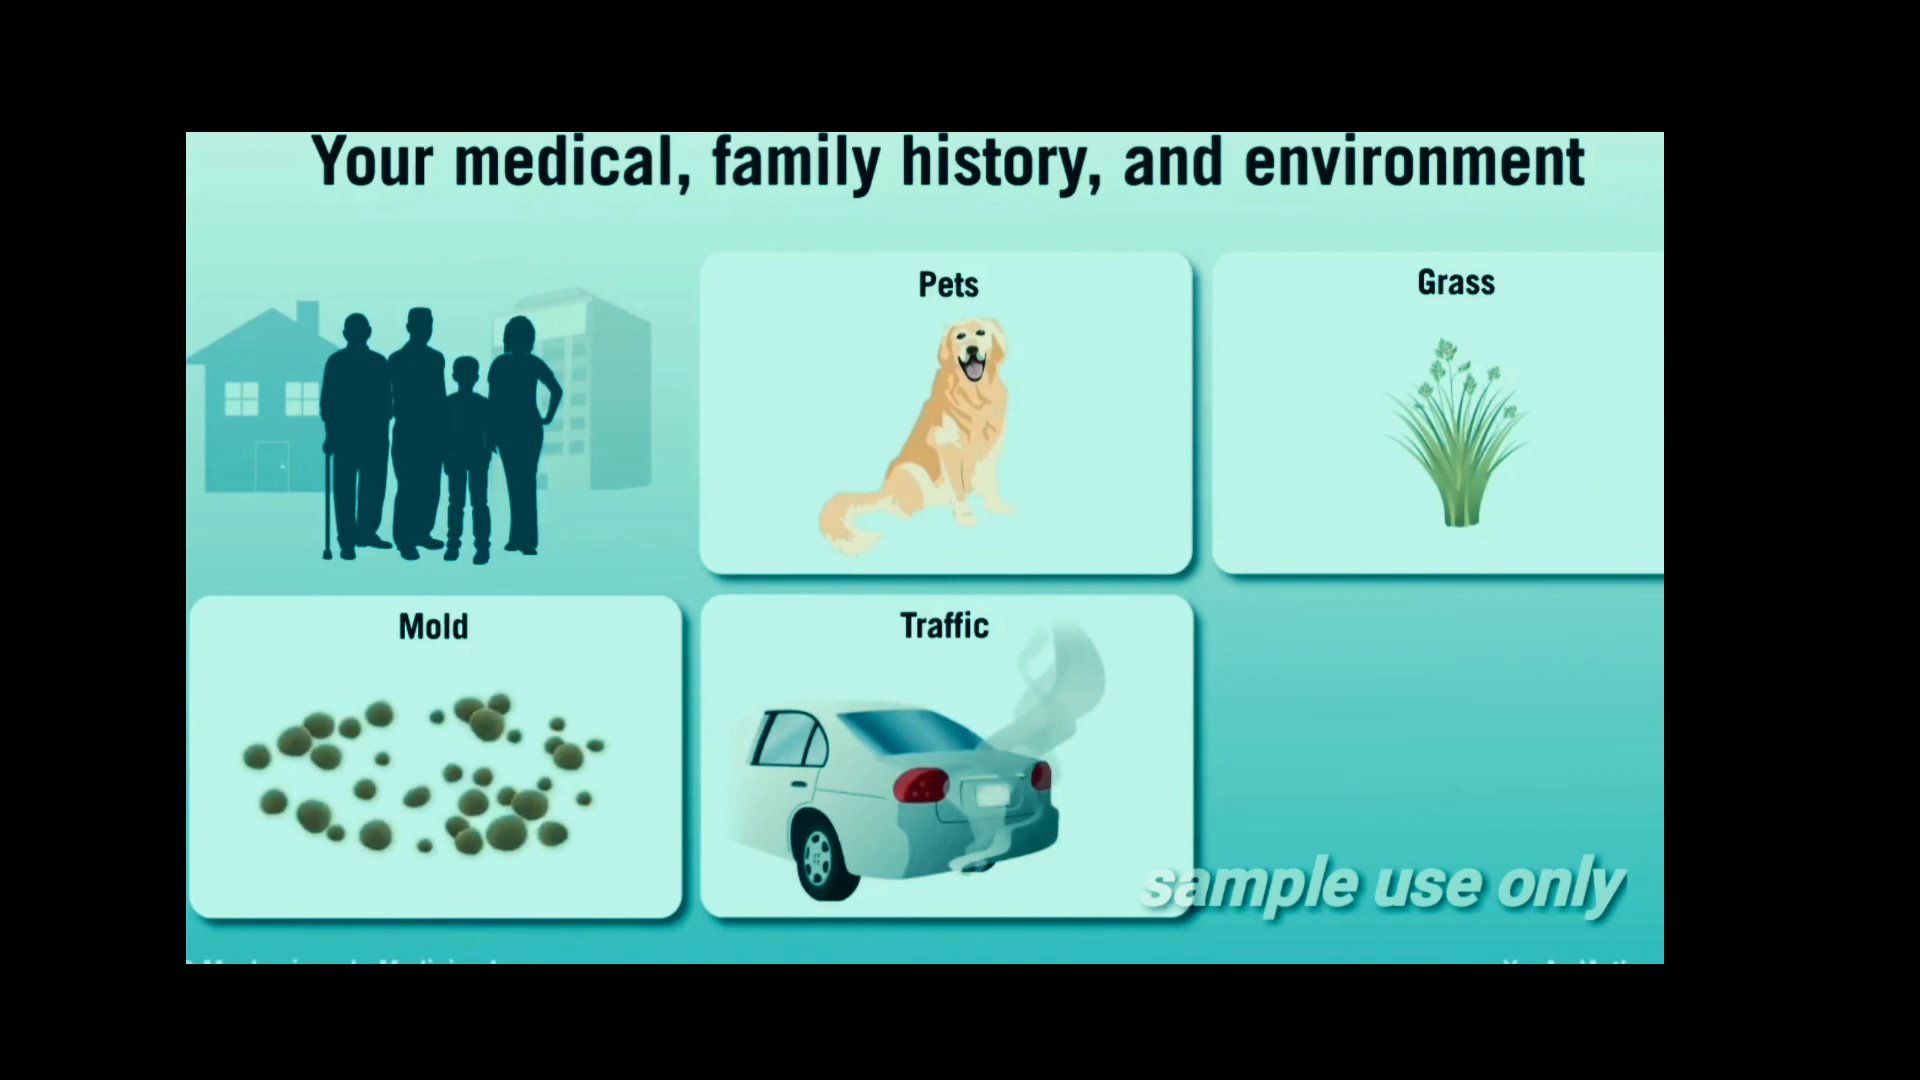 Your medical, family history, and environment
Pets
Grass
Mold
Traffic
sample use only